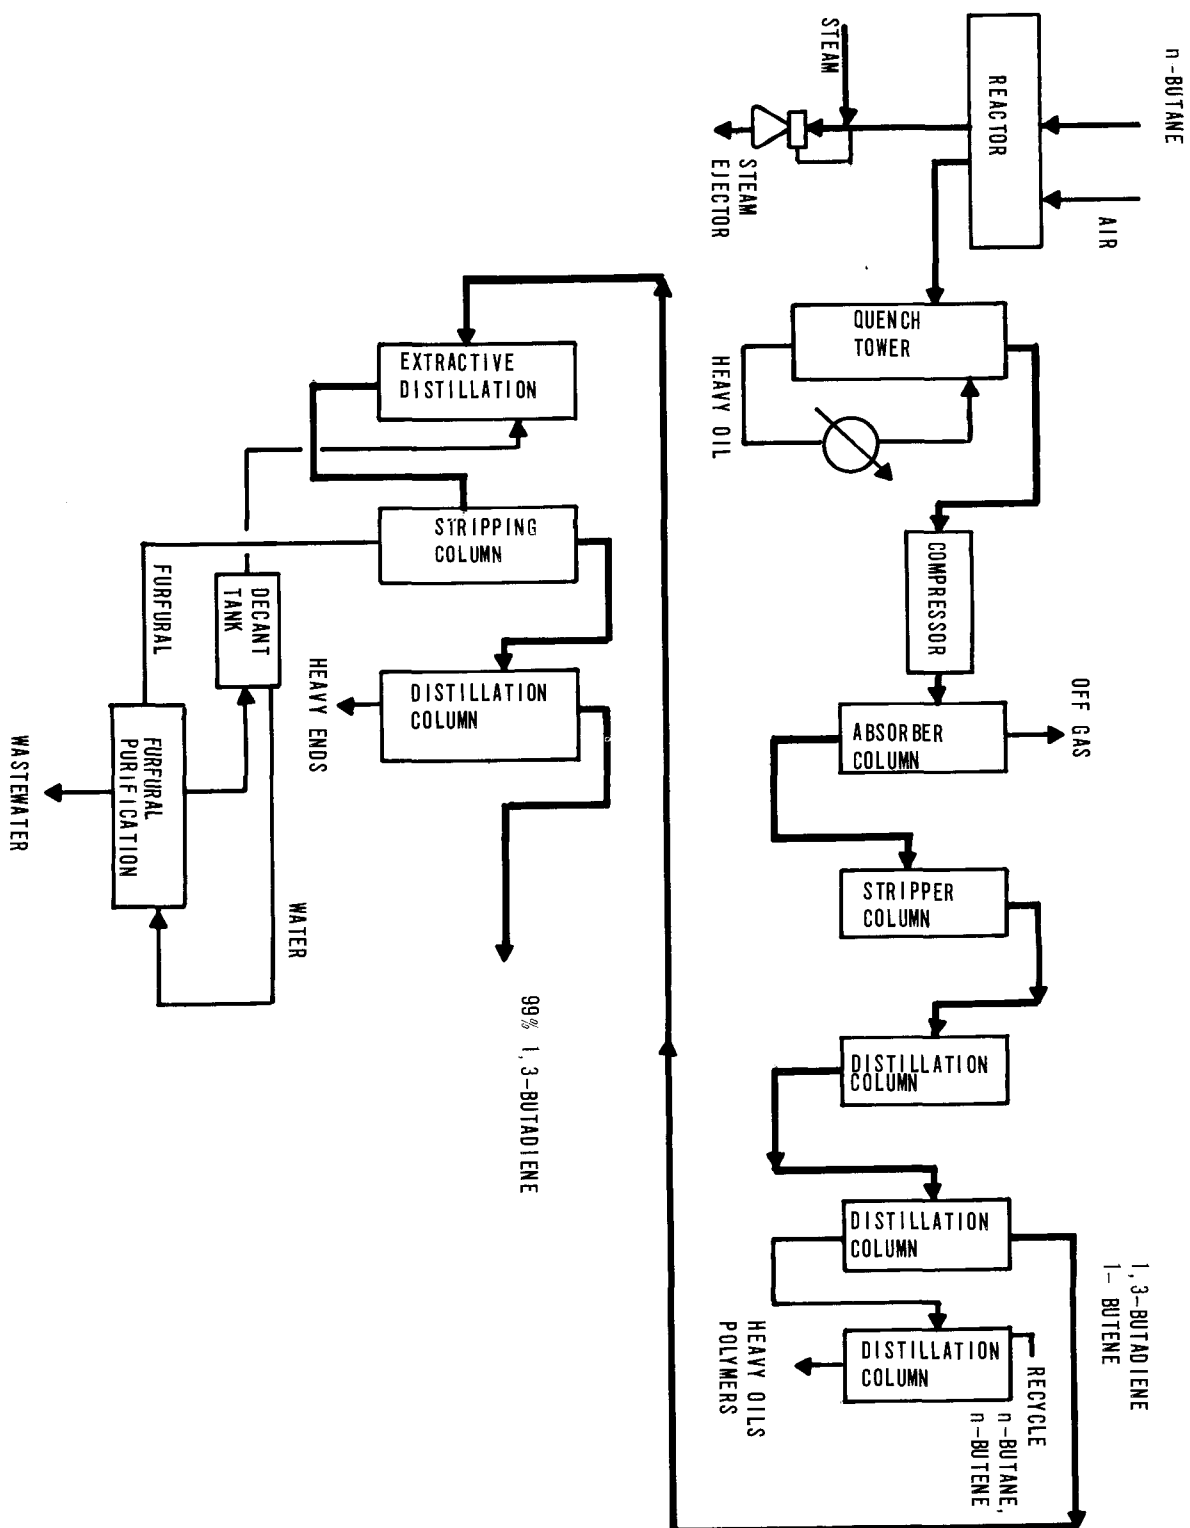 n-BUTANE
AIR
REACTOR
STEAM
STEAM
EJECTOR
QUENCH
TOWER
HEAVY OIL
COMPRESSOR
OFF GAS
ABSORBER
COLUMN
STRIPPER
COLUMN
DISTILLATION
COLUMN
DISTILLATION
COLUMN
1,3-BUTADIENE
1- BUTENE
DISTILLATION
COLUMN
RECYCLE
n-BUTANE,
n-BUTENE
HEAVY OILS
POLYMERS
EXTRACTIVE
DISTILLATION
STRIPPING
COLUMN
DISTILLATION
COLUMN
HEAVY ENDS
99% 1,3-BUTADIENE
DECANT
TANK
FURFURAL
FURFURAL
PURIFICATION
WATER
WASTEWATER